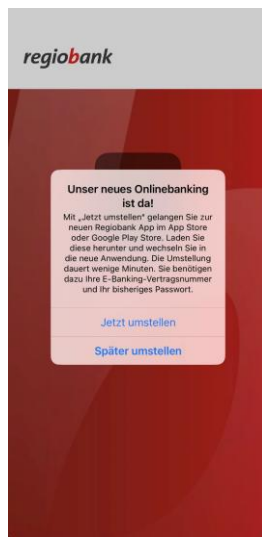 regiobank
Unser neues Onlinebanking
ist da!
Mit „Jetzt umstellen" gelangen Sie zur
neuen Regiobank App im App Store
oder Google Play Store. Laden Sie
diese herunter und wechseln Sie in
die neue Anwendung. Die Umstellung
dauert wenige Minuten. Sie benötigen
dazu Ihre E-Banking-Vertragsnummer
und Ihr bisheriges Passwort.
Jetzt umstellen
Später umstellen